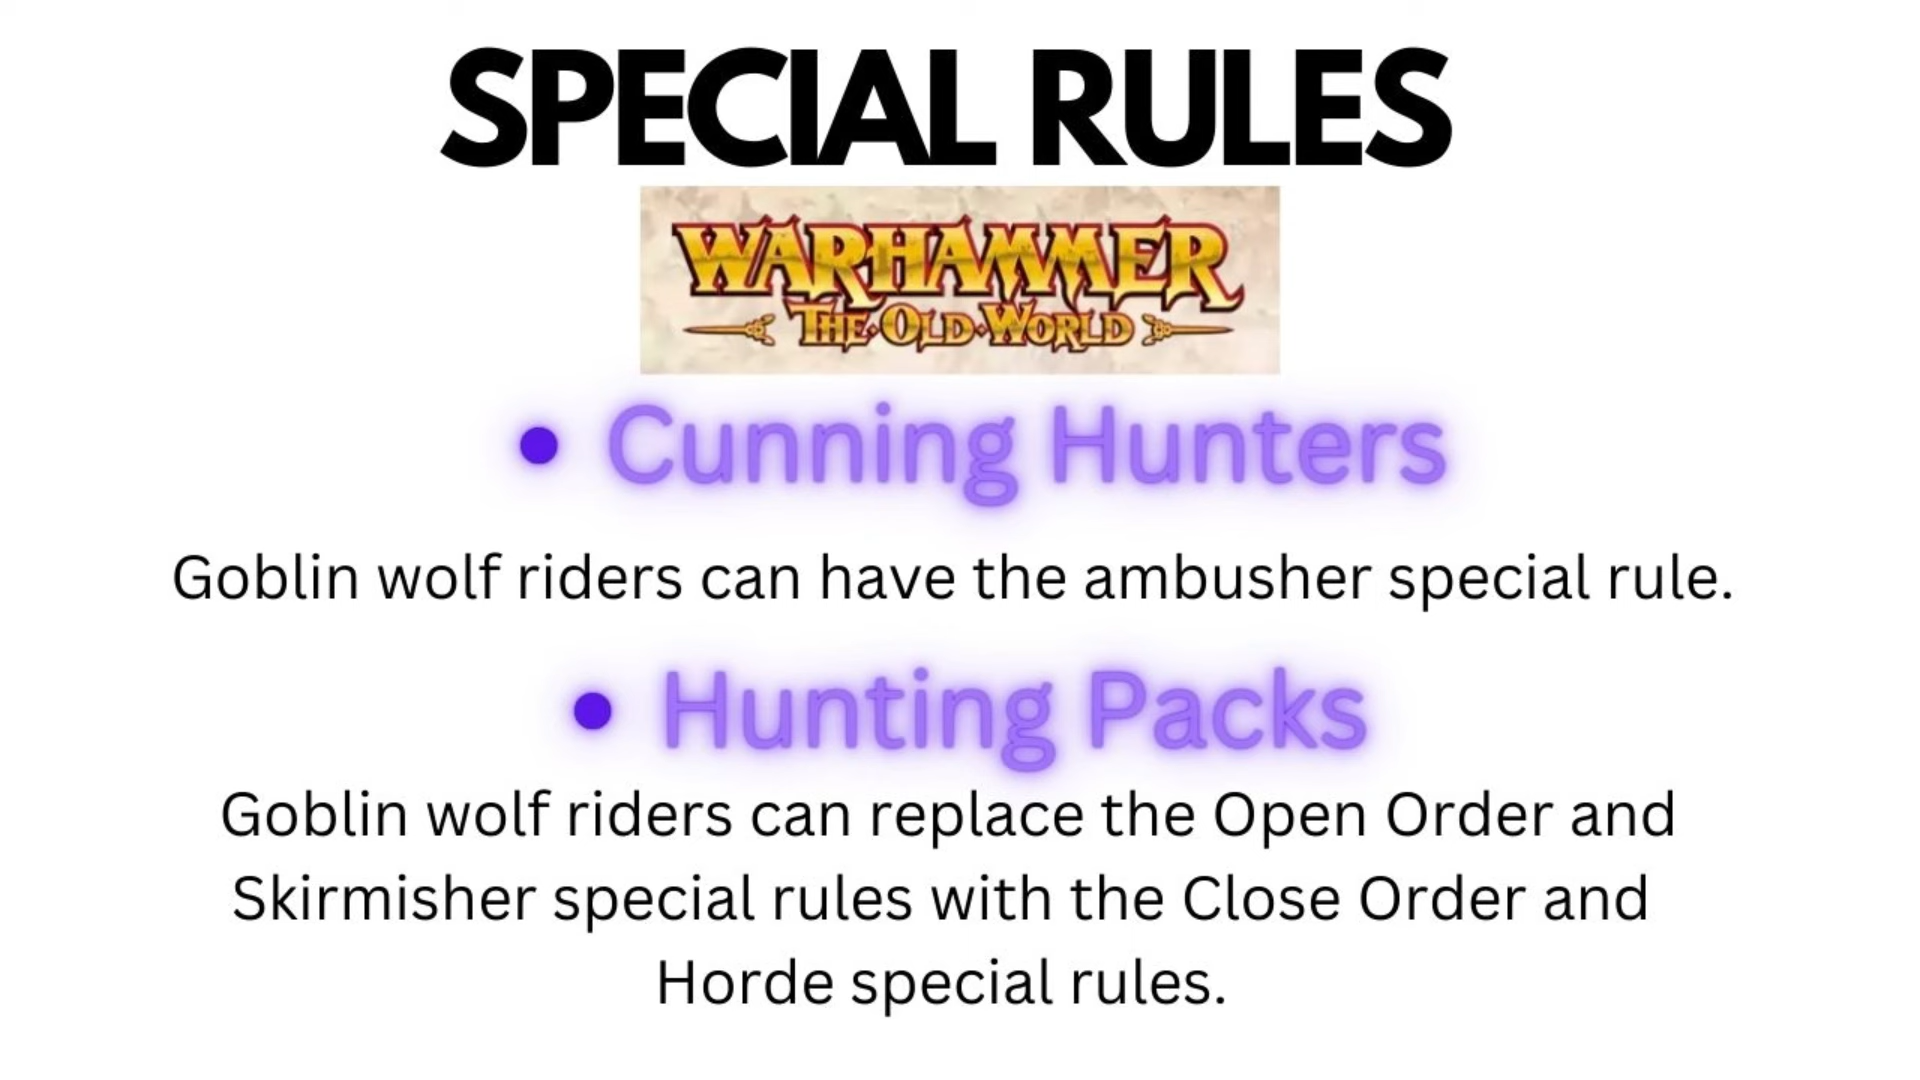 SPECIAL RULES
WARHAMMER
THE•OLD•WORLD
• Cunning Hunters
Goblin wolf riders can have the ambusher special rule.
• Hunting Packs
Goblin wolf riders can replace the Open Order and
Skirmisher special rules with the Close Order and
Horde special rules.